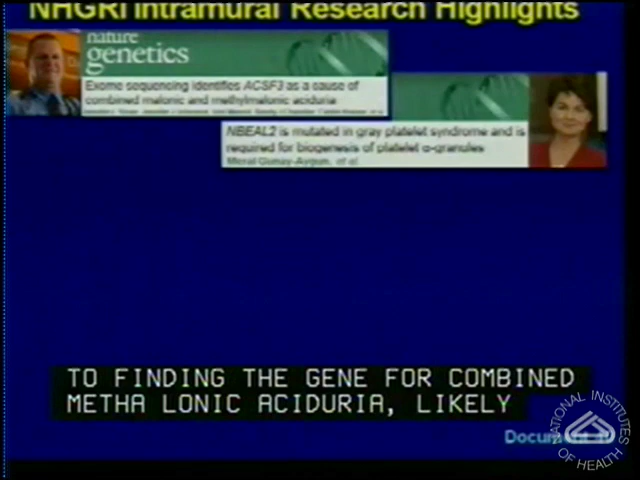 NHGRI Intramural Research Highlights
nature
genetics
Exome sequencing identifies ACSF3 as a cause of
combined malonic and methylmalonic aciduria
NBEAL2 is mutated in gray platelet syndrome and is
required for biogenesis of platelet α-granules
Meral Gunay-Aygun, et al
TO FINDING THE GENE FOR COMBINED
METHA LONIC ACIDURIA, LIKELY
Document
NATIONAL INSTITUTES
OF HEALTH